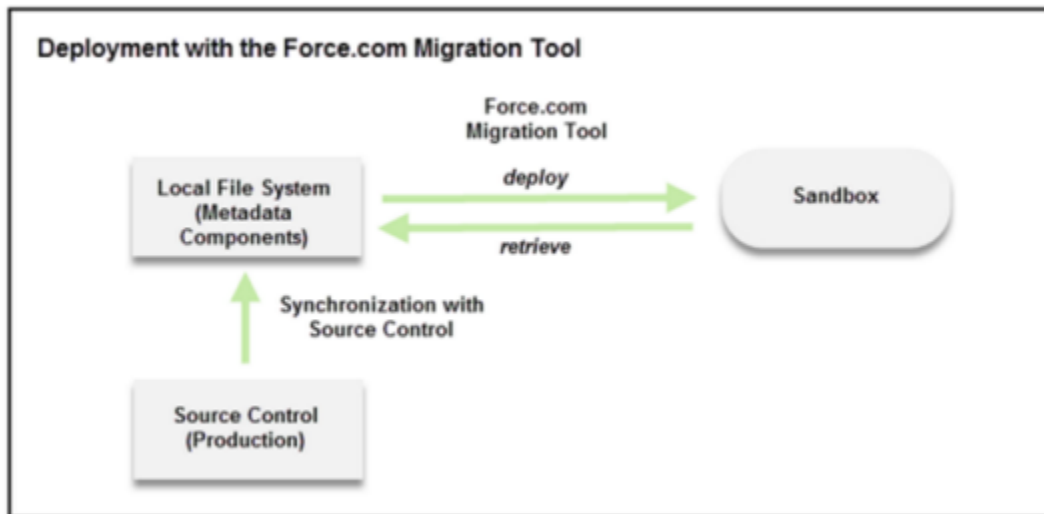 Deployment with the Force.com Migration Tool
Force.com
Migration Tool
Local File System
(Metadata
Components)
deploy
Sandbox
retrieve
Synchronization with
Source Control
Source Control
(Production)